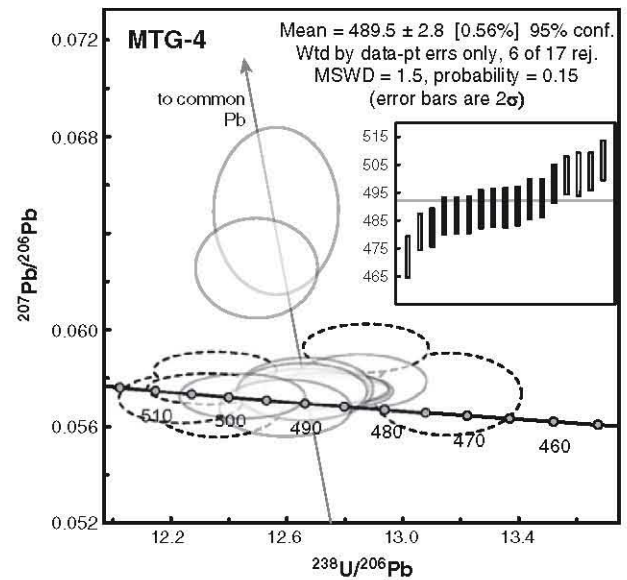 MTG-4
Mean = 489.5 ± 2.8 [0.56%] 95% conf.
Wtd by data-pt errs only, 6 of 17 rej.
MSWD = 1.5, probability = 0.15
(error bars are 2σ)
to common
Pb
515
505
495
485
475
465
0.072
0.068
0.064
0.060
0.056
0.052
207Pb/206Pb
510
500
490
480
470
460
12.2
12.6
13.0
13.4
238U/206Pb